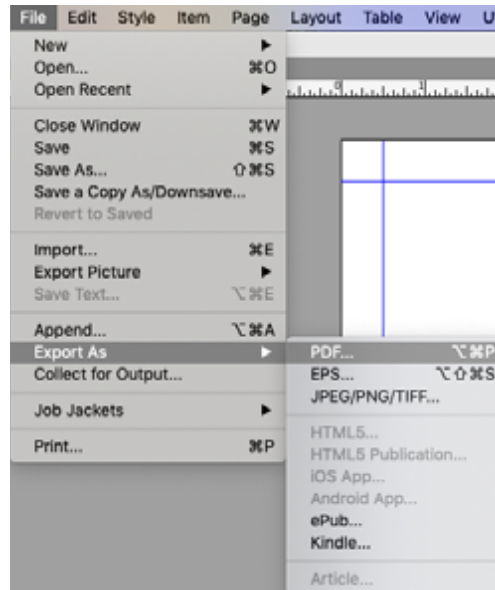 File Edit Style Item Page Layout Table View U
New
Open... ⌘O
Open Recent
0 1
Close Window ⌘W
Save ⌘S
Save As... ⇧⌘S
Save a Copy As/Downsave...
Revert to Saved
Import... ⌘E
Export Picture
Save Text... ⌥⌘E
Append... ⌥⌘A
Export As
Collect for Output...
Job Jackets
Print... ⌘P
PDF... ⌥⌘P
EPS... ⌥⇧⌘S
JPEG/PNG/TIFF...
HTML5...
HTML5 Publication...
iOS App...
Android App...
ePub...
Kindle...
Article...